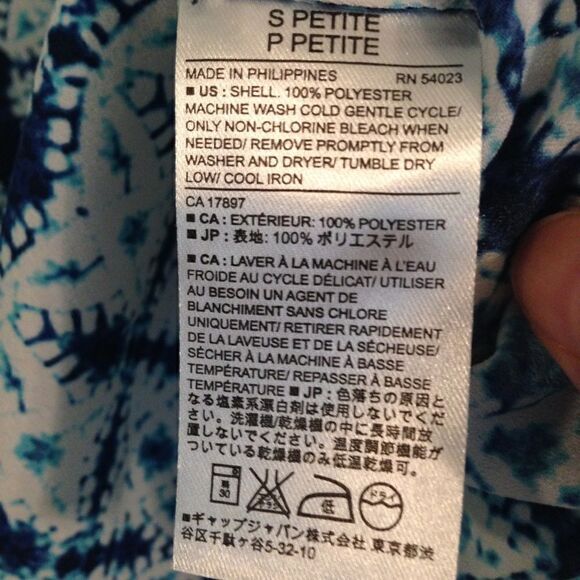 S PETITE
P PETITE
MADE IN PHILIPPINES RN 54023
■ US : SHELL. 100% POLYESTER
MACHINE WASH COLD GENTLE CYCLE/
ONLY NON-CHLORINE BLEACH WHEN
NEEDED/ REMOVE PROMPTLY FROM
WASHER AND DRYER/ TUMBLE DRY
LOW/ COOL IRON
CA 17897
■ CA : EXTÉRIEUR: 100% POLYESTER
■ JP : 表地: 100% ポリエステル
■ CA : LAVER À LA MACHINE À L'EAU
FROIDE AU CYCLE DÉLICAT/ UTILISER
AU BESOIN UN AGENT DE
BLANCHIMENT SANS CHLORE
UNIQUEMENT/ RETIRER RAPIDEMENT
DE LA LAVEUSE ET DE LA SÉCHEUSE/
SÉCHER À LA MACHINE À BASSE
TEMPÉRATURE/ REPASSER À BASSE
TEMPÉRATURE ■ JP : 色落ちの原因と
なる塩素系漂白剤は使用しないでくだ
さい。洗濯機/乾燥機の中に長時間放
置しないでください。温度調節機能が
ついている乾燥機のみ低温乾燥可。
弱 30 エンソ サラシ 低 ドライ
■ギャップジャパン株式会社 東京都渋
谷区千駄ヶ谷5-32-10